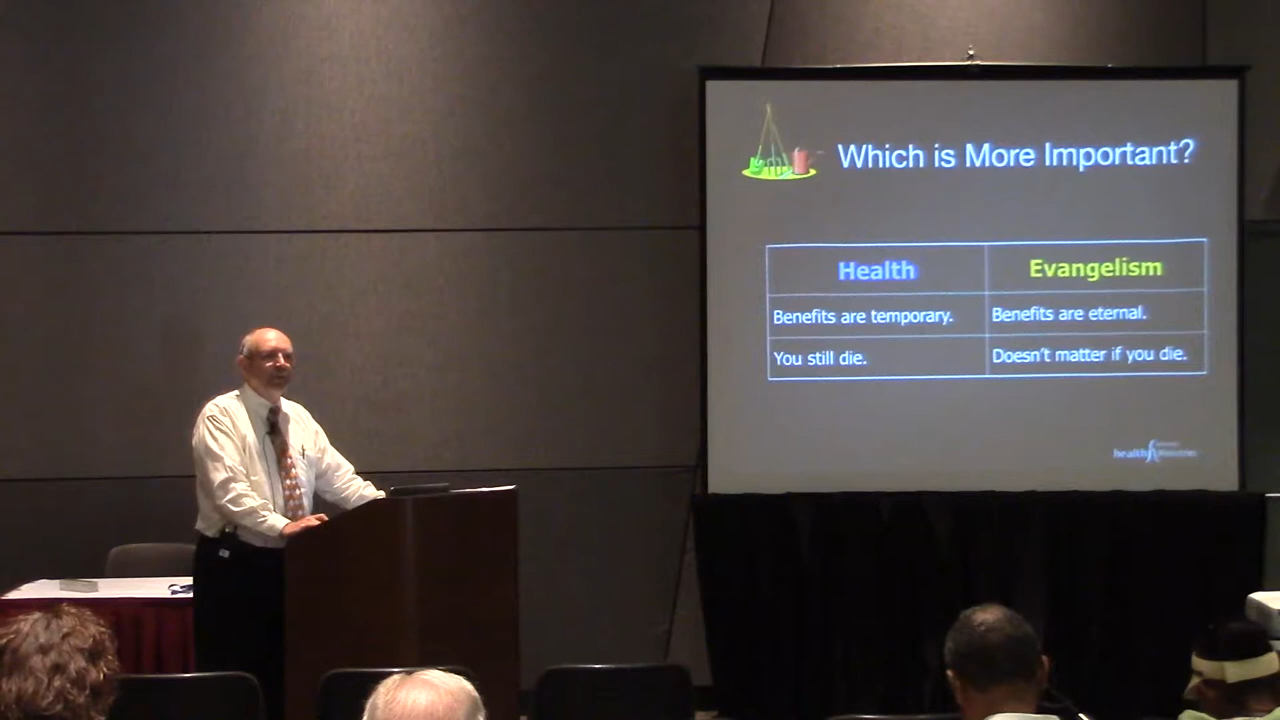 Which is More Important?
Health
Evangelism
Benefits are temporary.
Benefits are eternal.
You still die.
Doesn't matter if you die.
health Ministries